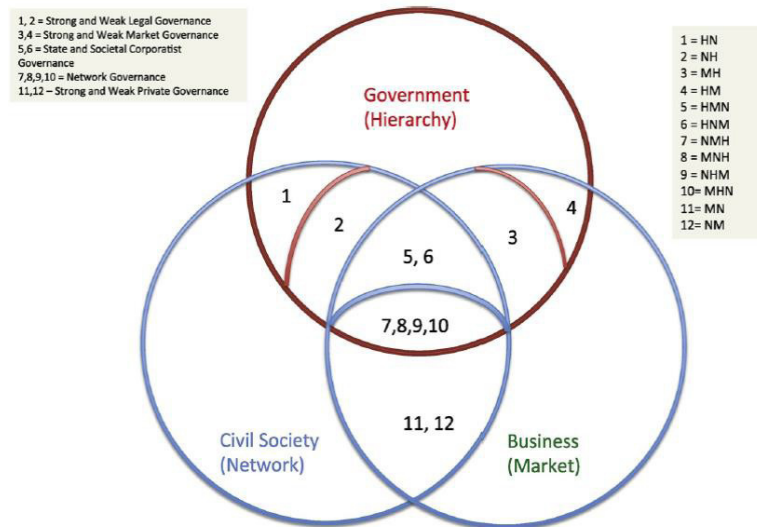 1, 2 = Strong and Weak Legal Governance
3,4 = Strong and Weak Market Governance
5,6 = State and Societal Corporatist
Governance
7,8,9,10 = Network Governance
11,12 – Strong and Weak Private Governance
1 = HN
2 = NH
3 = MH
4 = HM
5 = HMN
6 = HNM
7 = NMH
8 = MNH
9 = NHM
10= MHN
11= MN
12= NM
Government
(Hierarchy)
1
2
3
4
5, 6
7,8,9,10
11, 12
Civil Society
(Network)
Business
(Market)